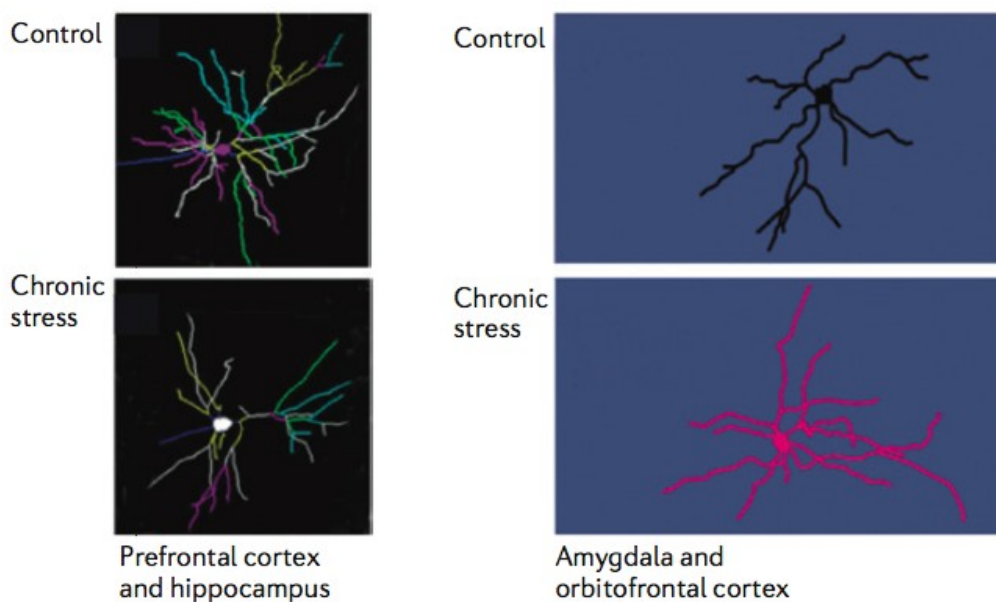 Control
Control
Chronic
stress
Chronic
stress
Prefrontal cortex
and hippocampus
Amygdala and
orbitofrontal cortex